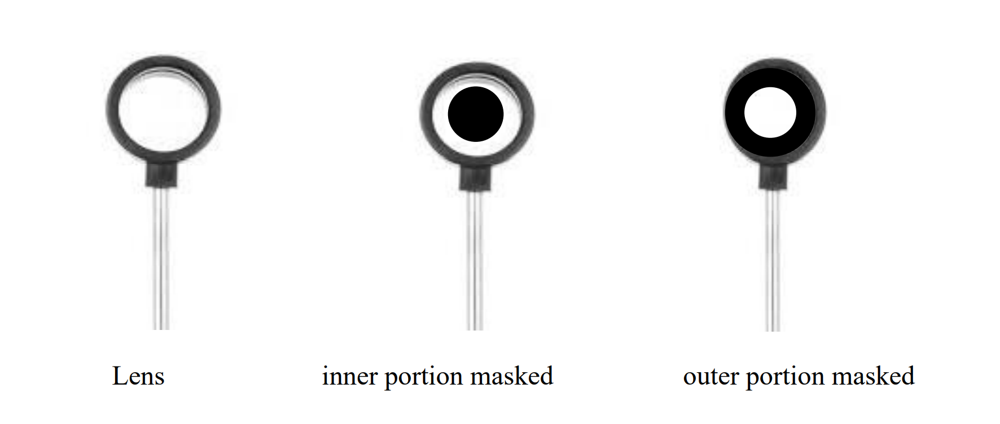 Lens
inner portion masked
outer portion masked